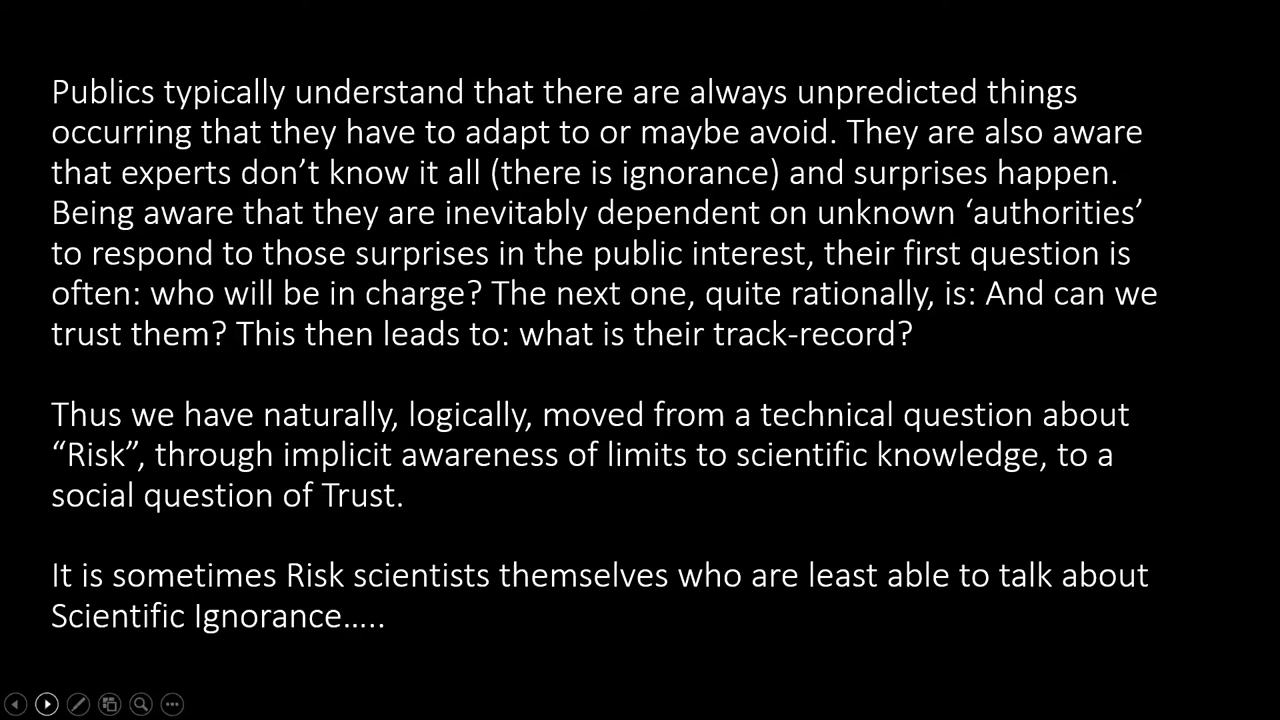 Publics typically understand that there are always unpredicted things
occurring that they have to adapt to or maybe avoid. They are also aware
that experts don’t know it all (there is ignorance) and surprises happen.
Being aware that they are inevitably dependent on unknown ‘authorities’
to respond to those surprises in the public interest, their first question is
often: who will be in charge? The next one, quite rationally, is: And can we
trust them? This then leads to: what is their track-record?
Thus we have naturally, logically, moved from a technical question about
“Risk”, through implicit awareness of limits to scientific knowledge, to a
social question of Trust.
It is sometimes Risk scientists themselves who are least able to talk about
Scientific Ignorance.....